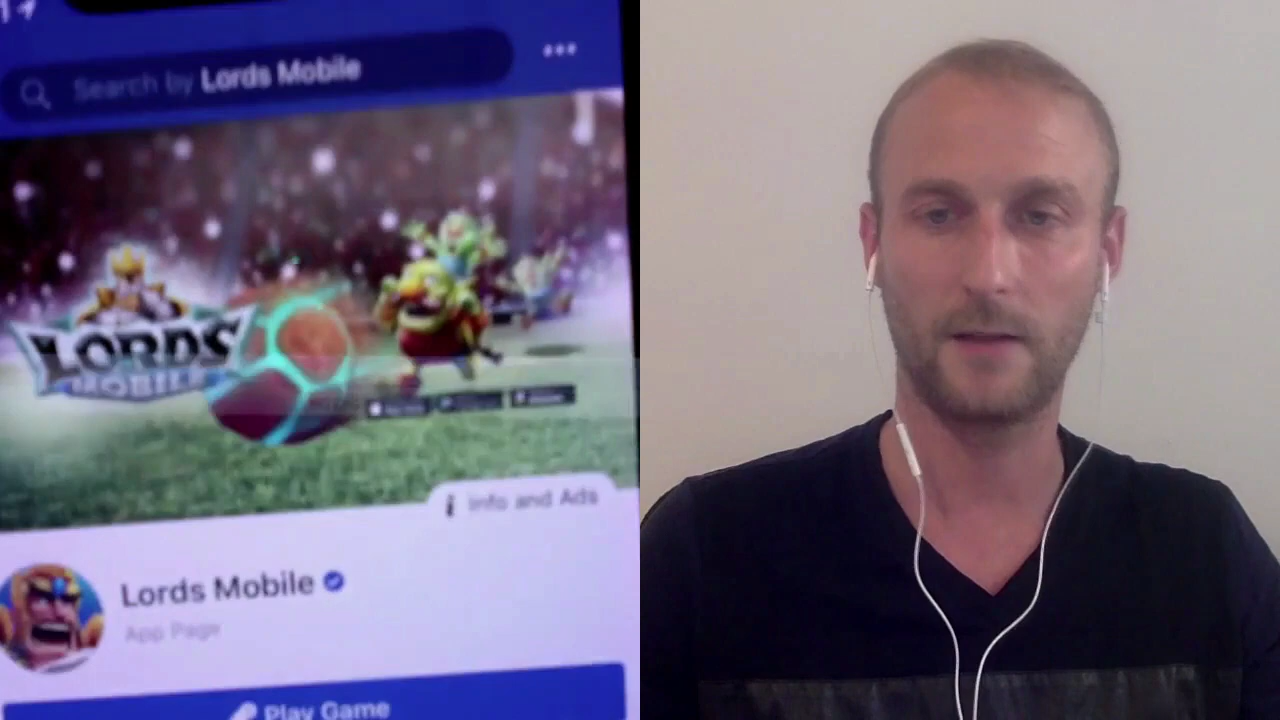 Search by Lords Mobile
LORDS
MOBILE
Info and Ads
Lords Mobile
App Page
Play Game